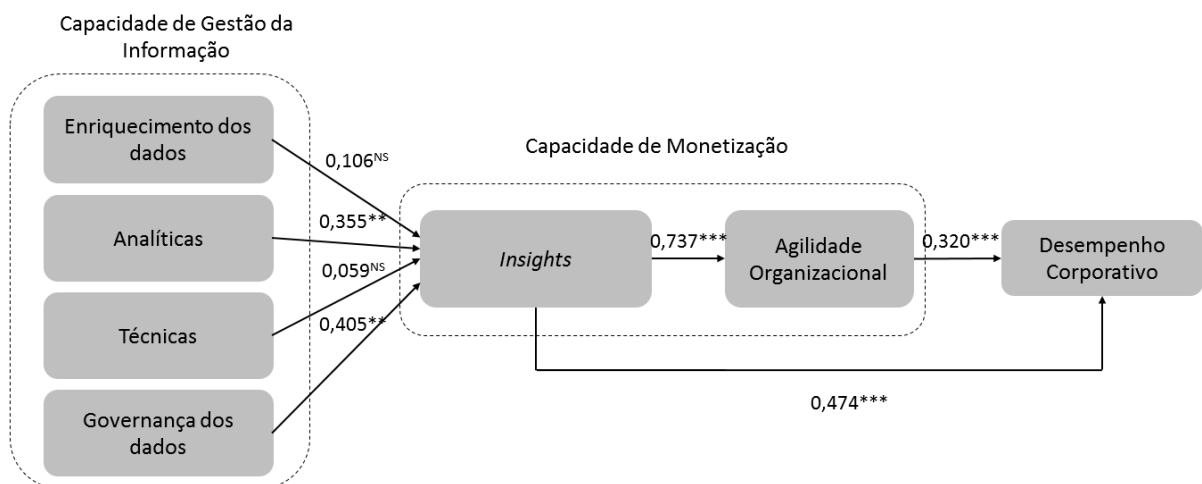 Capacidade de Gestão da
Informação
Enriquecimento dos
dados
Analíticas
Técnicas
Governança dos
dados
0,106ᴺˢ
0,355**
0,059ᴺˢ
0,405**
Capacidade de Monetização
Insights
0,737***
Agilidade
Organizacional
0,320***
Desempenho
Corporativo
0,474***